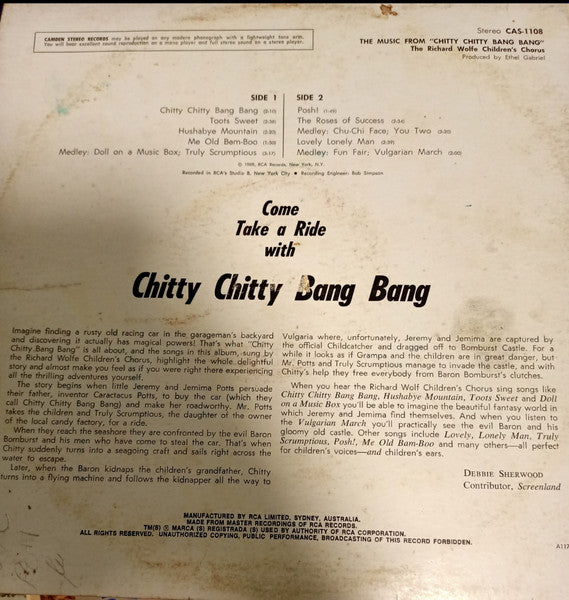 CAMDEN STEREO RECORDS may be played on any modern phonograph with a lightweight tone arm.
You will hear excellent sound reproduction on a mono player and full stereo sound on a stereo player.
Stereo CAS-1108
THE MUSIC FROM "CHITTY CHITTY BANG BANG"
The Richard Wolfe Children's Chorus
Produced by Ethel Gabriel
SIDE 1
Chitty Chitty Bang Bang (2:10)
Toots Sweet (2:36)
Hushabye Mountain (3:20)
Me Old Bam-Boo (2:30)
Medley: Doll on a Music Box; Truly Scrumptious (3:17)
SIDE 2
Posh! (1:49)
The Roses of Success (2:34)
Medley: Chu-Chi Face; You Two (3:20)
Lovely Lonely Man (2:39)
Medley: Fun Fair; Vulgarian March (2:00)
© 1968, RCA Records, New York, N.Y.
Recorded in RCA's Studio B, New York City • Recording Engineer: Bob Simpson
Come
Take a Ride
with
Chitty Chitty Bang Bang
Imagine finding a rusty old racing car in the garageman's backyard
and discovering it actually has magical powers! That's what "Chitty
Chitty Bang Bang" is all about, and the songs in this album, sung by
the Richard Wolfe Children's Chorus, highlight the whole delightful
story and almost make you feel as if you were right there experiencing
all the thrilling adventures yourself.
The story begins when little Jeremy and Jemima Potts persuade
their father, inventor Caractacus Potts, to buy the car (which they
call Chitty Chitty Bang Bang) and make her roadworthy. Mr. Potts
takes the children and Truly Scrumptious, the daughter of the owner
of the local candy factory, for a ride.
When they reach the seashore they are confronted by the evil Baron
Bomburst and his men who have come to steal the car. That's when
Chitty suddenly turns into a seagoing craft and sails right across the
water to escape.
Later, when the Baron kidnaps the children's grandfather, Chitty
turns into a flying machine and follows the kidnapper all the way to
Vulgaria where, unfortunately, Jeremy and Jemima are captured by
the official Childcatcher and dragged off to Bomburst Castle. For a
while it looks as if Grampa and the children are in great danger, but
Mr. Potts and Truly Scrumptious manage to invade the castle, and with
Chitty's help they free everybody from Baron Bomburst's clutches.
When you hear the Richard Wolf Children's Chorus sing songs like
Chitty Chitty Bang Bang, Hushabye Mountain, Toots Sweet and Doll
on a Music Box you'll be able to imagine the beautiful fantasy world in
which Jeremy and Jemima find themselves. And when you listen to
the Vulgarian March you'll practically see the evil Baron and his
gloomy old castle. Other songs include Lovely, Lonely Man, Truly
Scrumptious, Posh!, Me Old Bam-Boo and many others—all perfect
for children's voices—and children's ears.
DEBBIE SHERWOOD
Contributor, Screenland
MANUFACTURED BY RCA LIMITED, SYDNEY, AUSTRALIA.
MADE FROM MASTER RECORDINGS OF RCA RECORDS.
TM(S) ® MARCA (S) REGISTRADA (S) USED BY AUTHORITY OF RCA CORPORATION.
ALL RIGHTS RESERVED. UNAUTHORIZED COPYING, PUBLIC PERFORMANCE, BROADCASTING OF THIS RECORD FORBIDDEN.